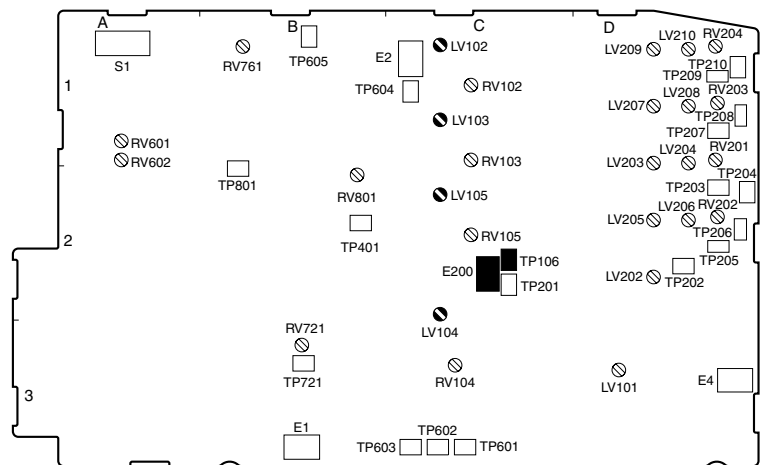 A
B
C
D
S1
RV761
TP605
E2
TP604
LV102
LV209
LV210
RV204
TP210
TP209
1
RV102
LV208
RV203
LV207
TP208
TP207
LV103
RV601
RV602
RV103
LV203
LV204
RV201
TP204
TP203
TP801
RV801
LV105
LV206
RV202
LV205
TP206
TP205
2
TP401
RV105
TP106
E200
TP201
TP202
LV202
LV104
RV721
TP721
RV104
LV101
E4
3
E1
TP602
TP603
TP601